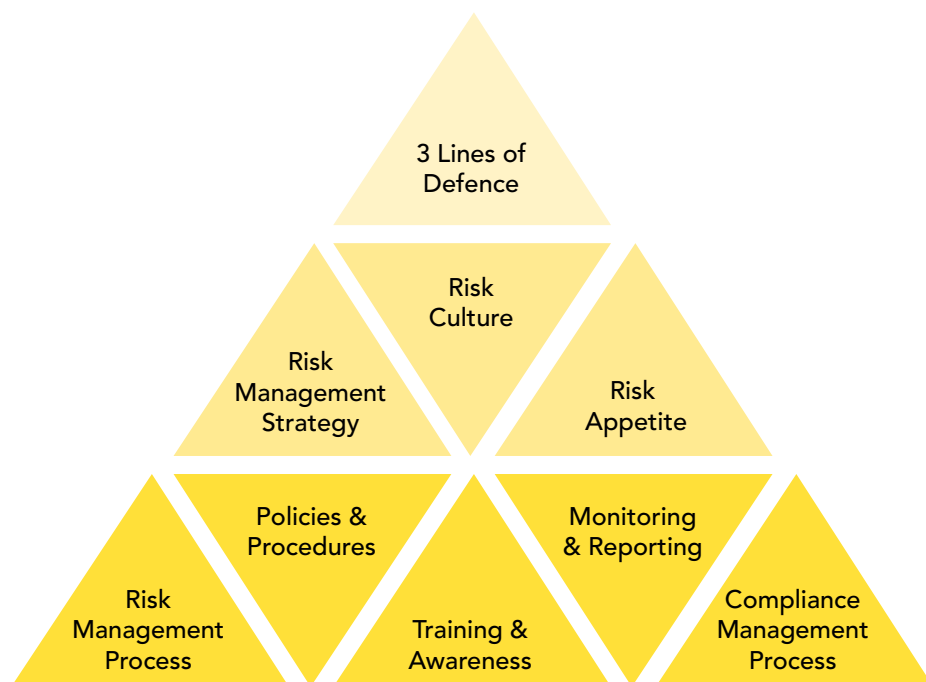 3 Lines of
Defence
Risk
Culture
Risk
Management
Strategy
Risk
Appetite
Policies &
Procedures
Monitoring
& Reporting
Risk
Management
Process
Training &
Awareness
Compliance
Management
Process